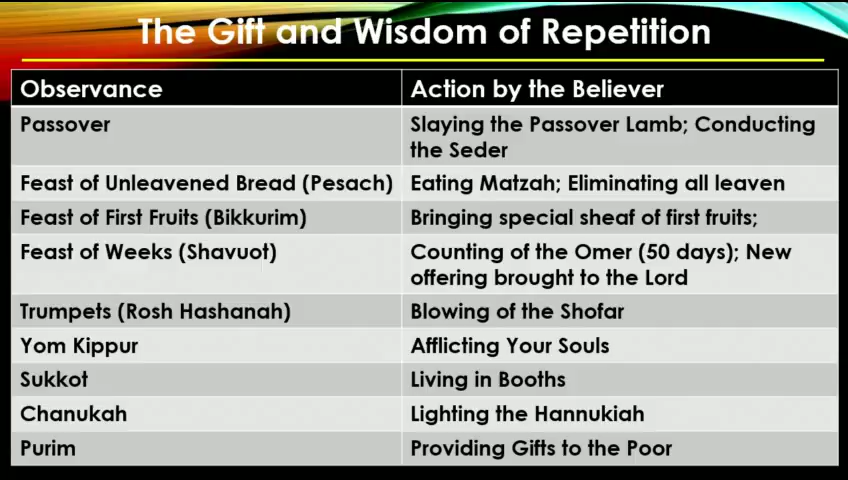 The Gift and Wisdom of Repetition
Observance
Action by the Believer
Passover
Slaying the Passover Lamb; Conducting
the Seder
Feast of Unleavened Bread (Pesach)
Eating Matzah; Eliminating all leaven
Feast of First Fruits (Bikkurim)
Bringing special sheaf of first fruits;
Feast of Weeks (Shavuot)
Counting of the Omer (50 days); New
offering brought to the Lord
Trumpets (Rosh Hashanah)
Blowing of the Shofar
Yom Kippur
Afflicting Your Souls
Sukkot
Living in Booths
Chanukah
Lighting the Hannukiah
Purim
Providing Gifts to the Poor